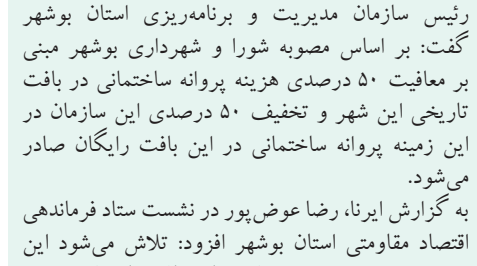 رئیس سازمان مدیریت و برنامه‌ریزی استان بوشهر
گفت: بر اساس مصوبه شورا و شهرداری بوشهر مبنی
بر معافیت ۵۰ درصدی هزینه پروانه ساختمانی در بافت
تاریخی این شهر و تخفیف ۵۰ درصدی این سازمان در
این زمینه پروانه ساختمانی در این بافت رایگان صادر
می‌شود.
به گزارش ایرنا، رضا عوض‌پور در نشست ستاد فرماندهی
اقتصاد مقاومتی استان بوشهر افزود: تلاش می‌شود این